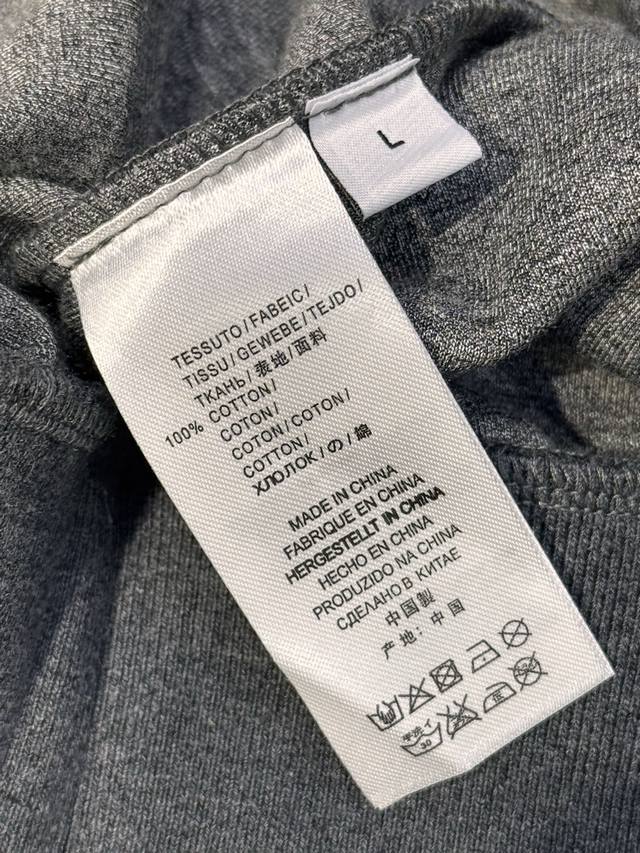 L
TESSUTO/FABEIC/
TISSU/GEWEBE/TEJDO/
ТКАНЬ/表地/面料
100% COTTON/
COTON/
COTON/COTON/
COTTON/
ХЛОЛОК/の/綿
MADE IN CHINA
FABRIQUE EN CHINA
HERGESTELLT IN CHINA
HECHO EN CHINA
PRODUZIDO NA CHINA
СДЕЛАНО В КИТАЕ
中国製
产地：中国
30